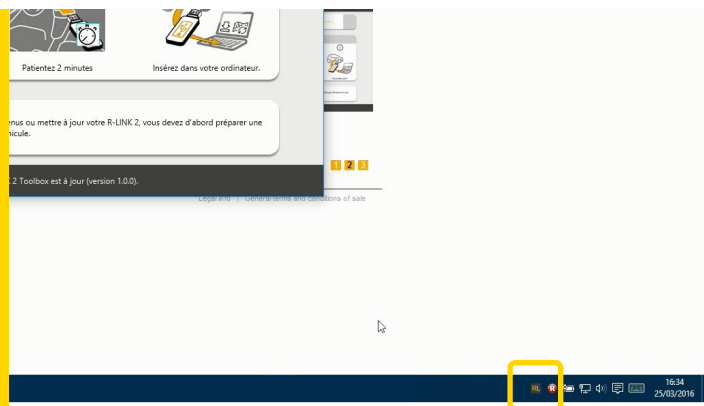 Patientez 2 minutes
Insérez dans votre ordinateur.
enus ou mettre à jour votre R-LINK 2, vous devez d'abord préparer une
hicule.
1 2 3
2 Toolbox est à jour (version 1.0.0).
Legal info / General terms and conditions of sale
RL
R
16:34
25/03/2016